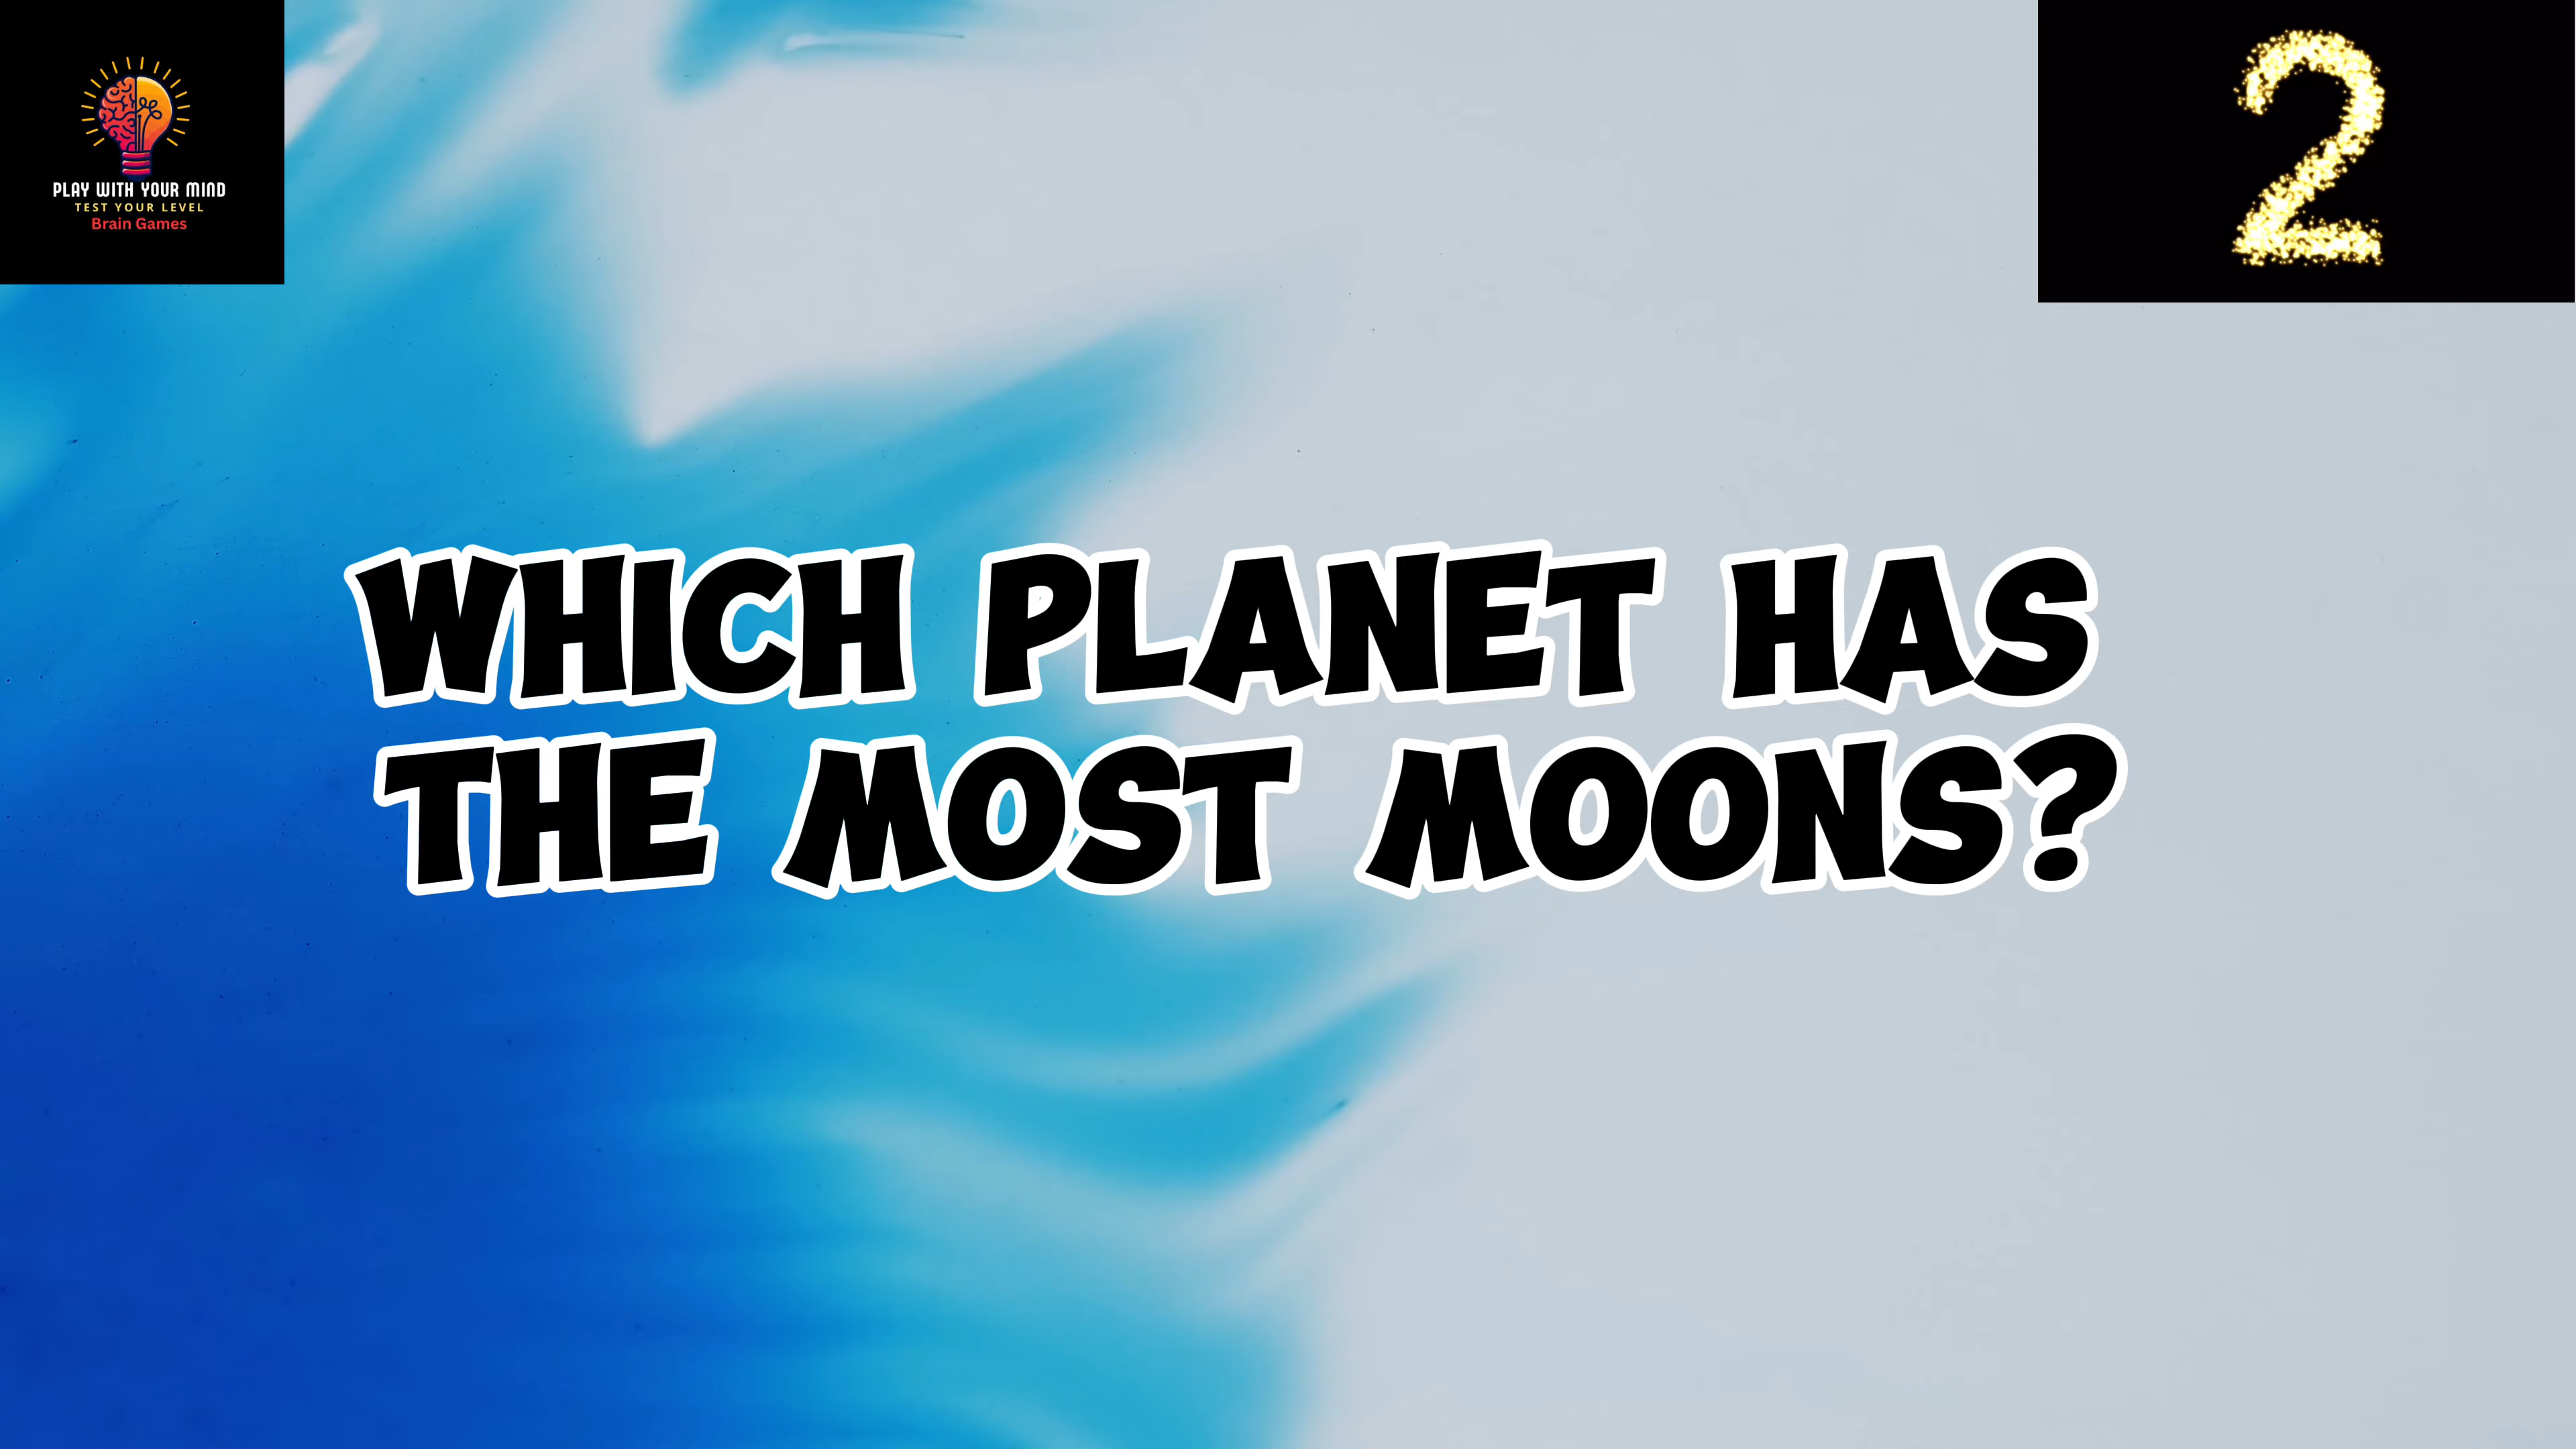 PLAY WITH YOUR MIND
TEST YOUR LEVEL
Brain Games
2
WHICH PLANET HAS
THE MOST MOONS?